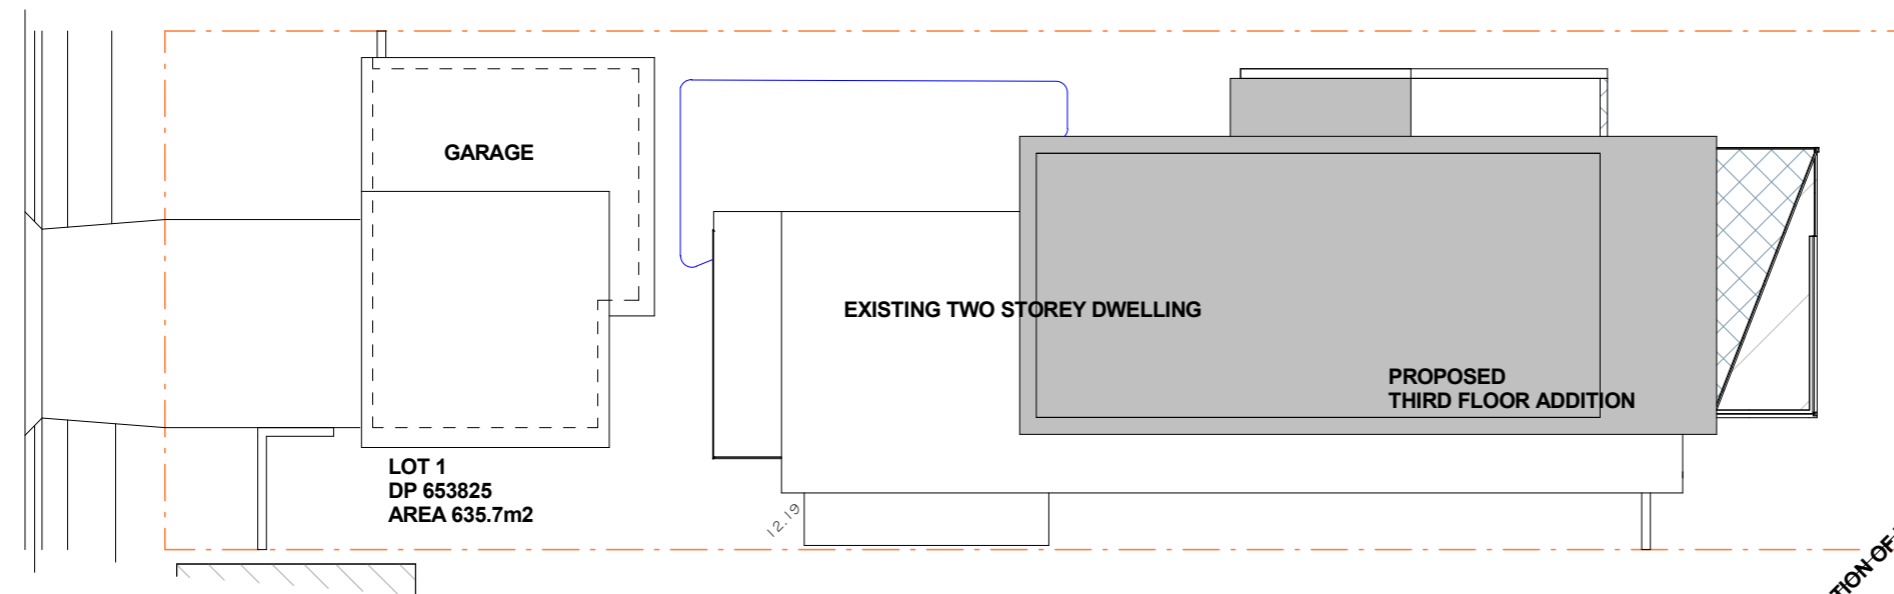 GARAGE
EXISTING TWO STOREY DWELLING
PROPOSED
THIRD FLOOR ADDITION
LOT 1
DP 653825
AREA 635.7m2
12.19